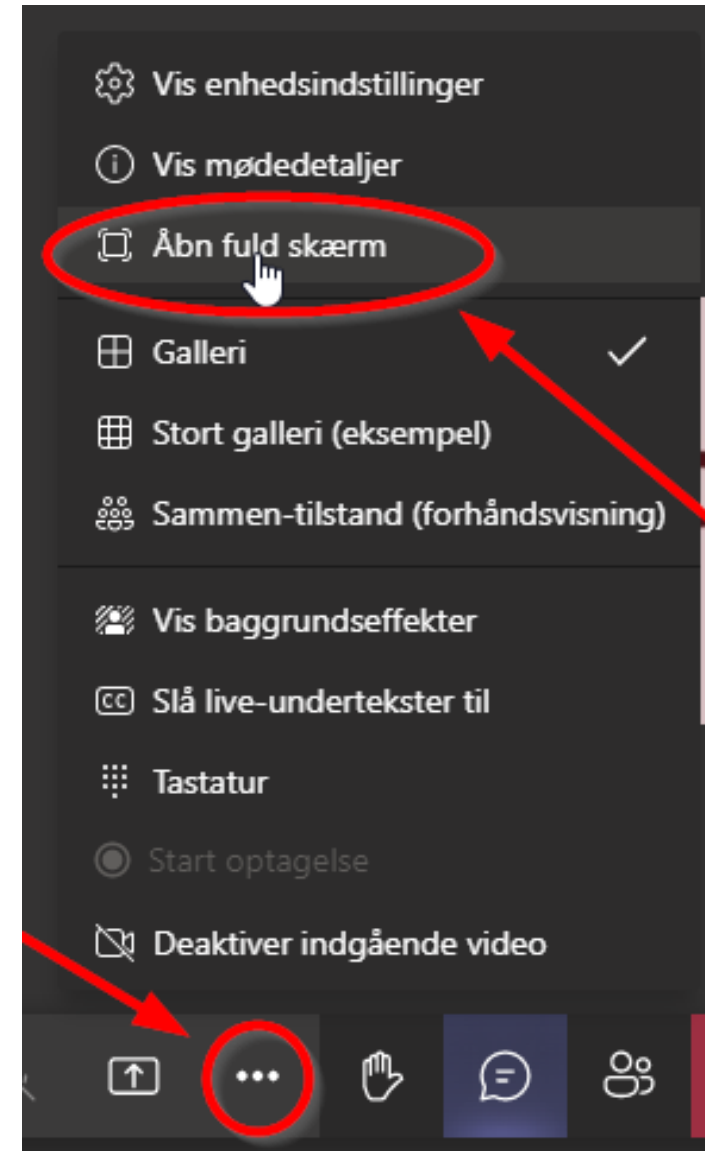 Vis enhedsindstillinger
Vis mødedetaljer
Åbn fuld skærm
Galleri
Stort galleri (eksempel)
Sammen-tilstand (forhåndsvisning)
Vis baggrundseffekter
CC Slå live-undertekster til
Tastatur
Start optagelse
Deaktiver indgående video